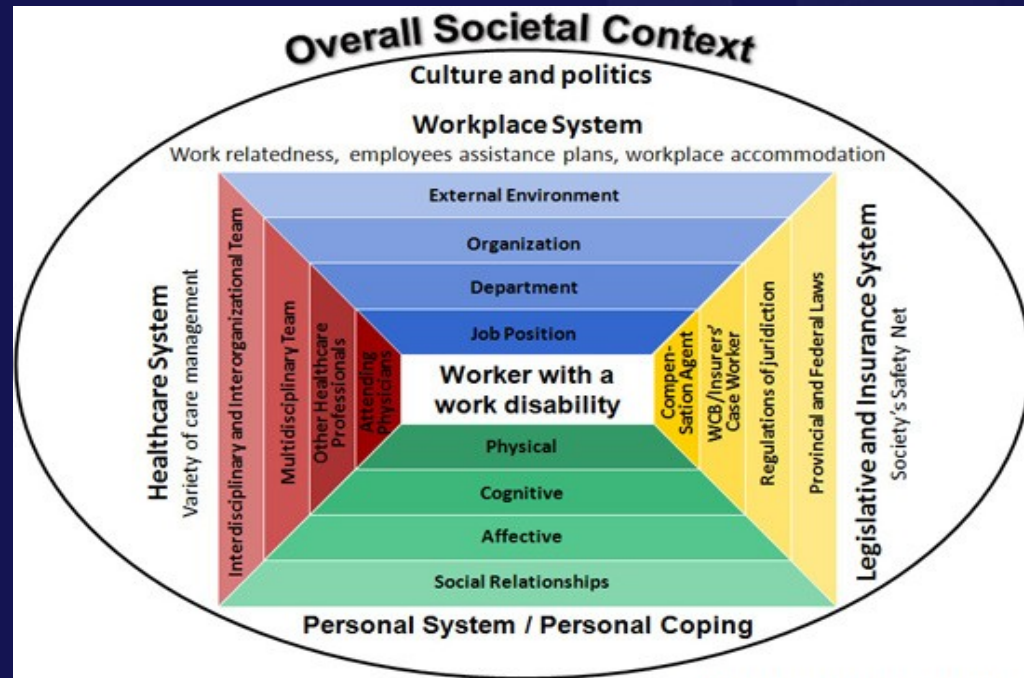 Overall Societal Context
Culture and politics
Workplace System
Work relatedness, employees assistance plans, workplace accommodation
External Environment
Organization
Department
Job Position
Worker with a
work disability
Physical
Cognitive
Affective
Social Relationships
Personal System / Personal Coping
Healthcare System
Variety of care management
Interdisciplinary and Interorganizational Team
Multidisciplinary Team
Other Healthcare
Professionals
Attending
Physicians
Compen-
Sation Agent
WCB/Insurers'
Case Worker
Regulations of juridiction
Provincial and Federal Laws
Legislative and Insurance System
Society's Safety Net